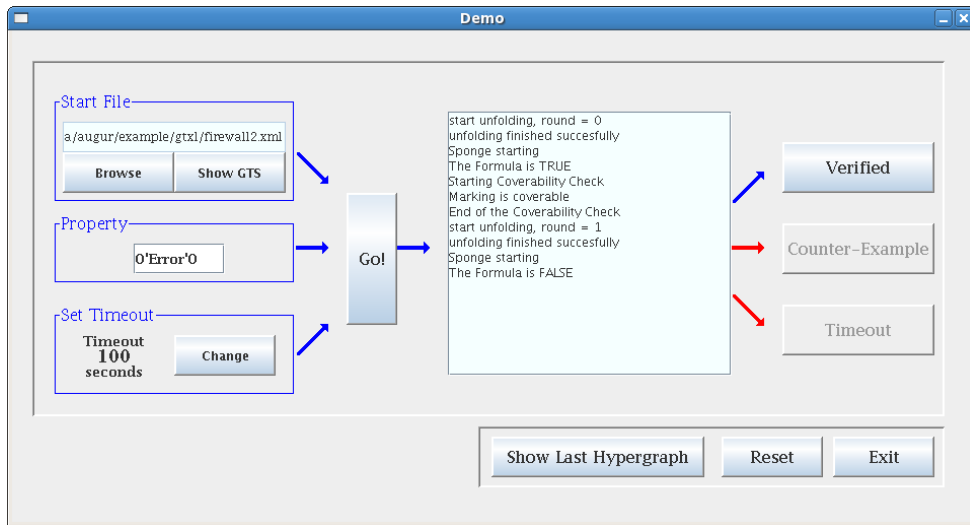 Demo
Start File
a/augur/example/gtxl/firewall2.xml
Browse
Show GTS
Property
0'Error'0
Set Timeout
Timeout
100
seconds
Change
Go!
start unfolding, round = 0
unfolding finished succesfully
Sponge starting
The Formula is TRUE
Starting Coverability Check
Marking is coverable
End of the Coverability Check
start unfolding, round = 1
unfolding finished succesfully
Sponge starting
The Formula is FALSE
Verified
Counter-Example
Timeout
Show Last Hypergraph
Reset
Exit